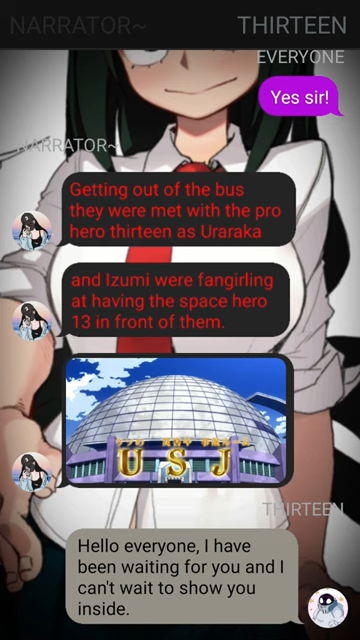 NARRATOR~ THIRTEEN
EVERYONE
Yes sir!
NARRATOR~
Getting out of the bus
they were met with the pro
hero thirteen as Uraraka
and Izumi were fangirling
at having the space hero
13 in front of them.
USJ
THIRTEEN
Hello everyone, I have
been waiting for you and I
can't wait to show you
inside.